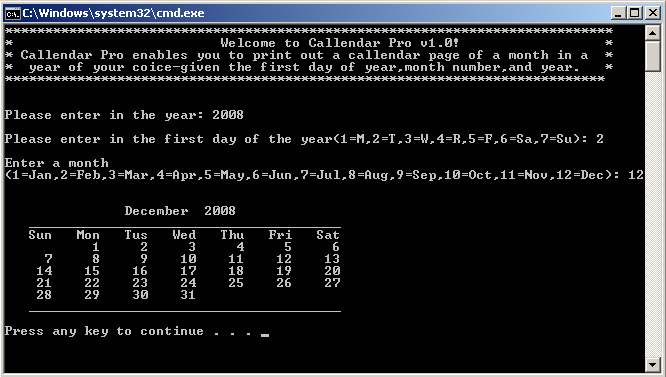 C:\Windows\system32\cmd.exe
****************************************************************************
* Welcome to Callendar Pro v1.0! *
* Callendar Pro enables you to print out a callendar page of a month in a *
* year of your coice-given the first day of year,month number,and year. *
***************************************************************************
Please enter in the year: 2008
Please enter in the first day of the year(1=M,2=T,3=W,4=R,5=F,6=Sa,7=Su): 2
Enter a month
(1=Jan,2=Feb,3=Mar,4=Apr,5=May,6=Jun,7=Jul,8=Aug,9=Sep,10=Oct,11=Nov,12=Dec): 12
December 2008
Sun Mon Tus Wed Thu Fri Sat
1 2 3 4 5 6
7 8 9 10 11 12 13
14 15 16 17 18 19 20
21 22 23 24 25 26 27
28 29 30 31
Press any key to continue . . . _